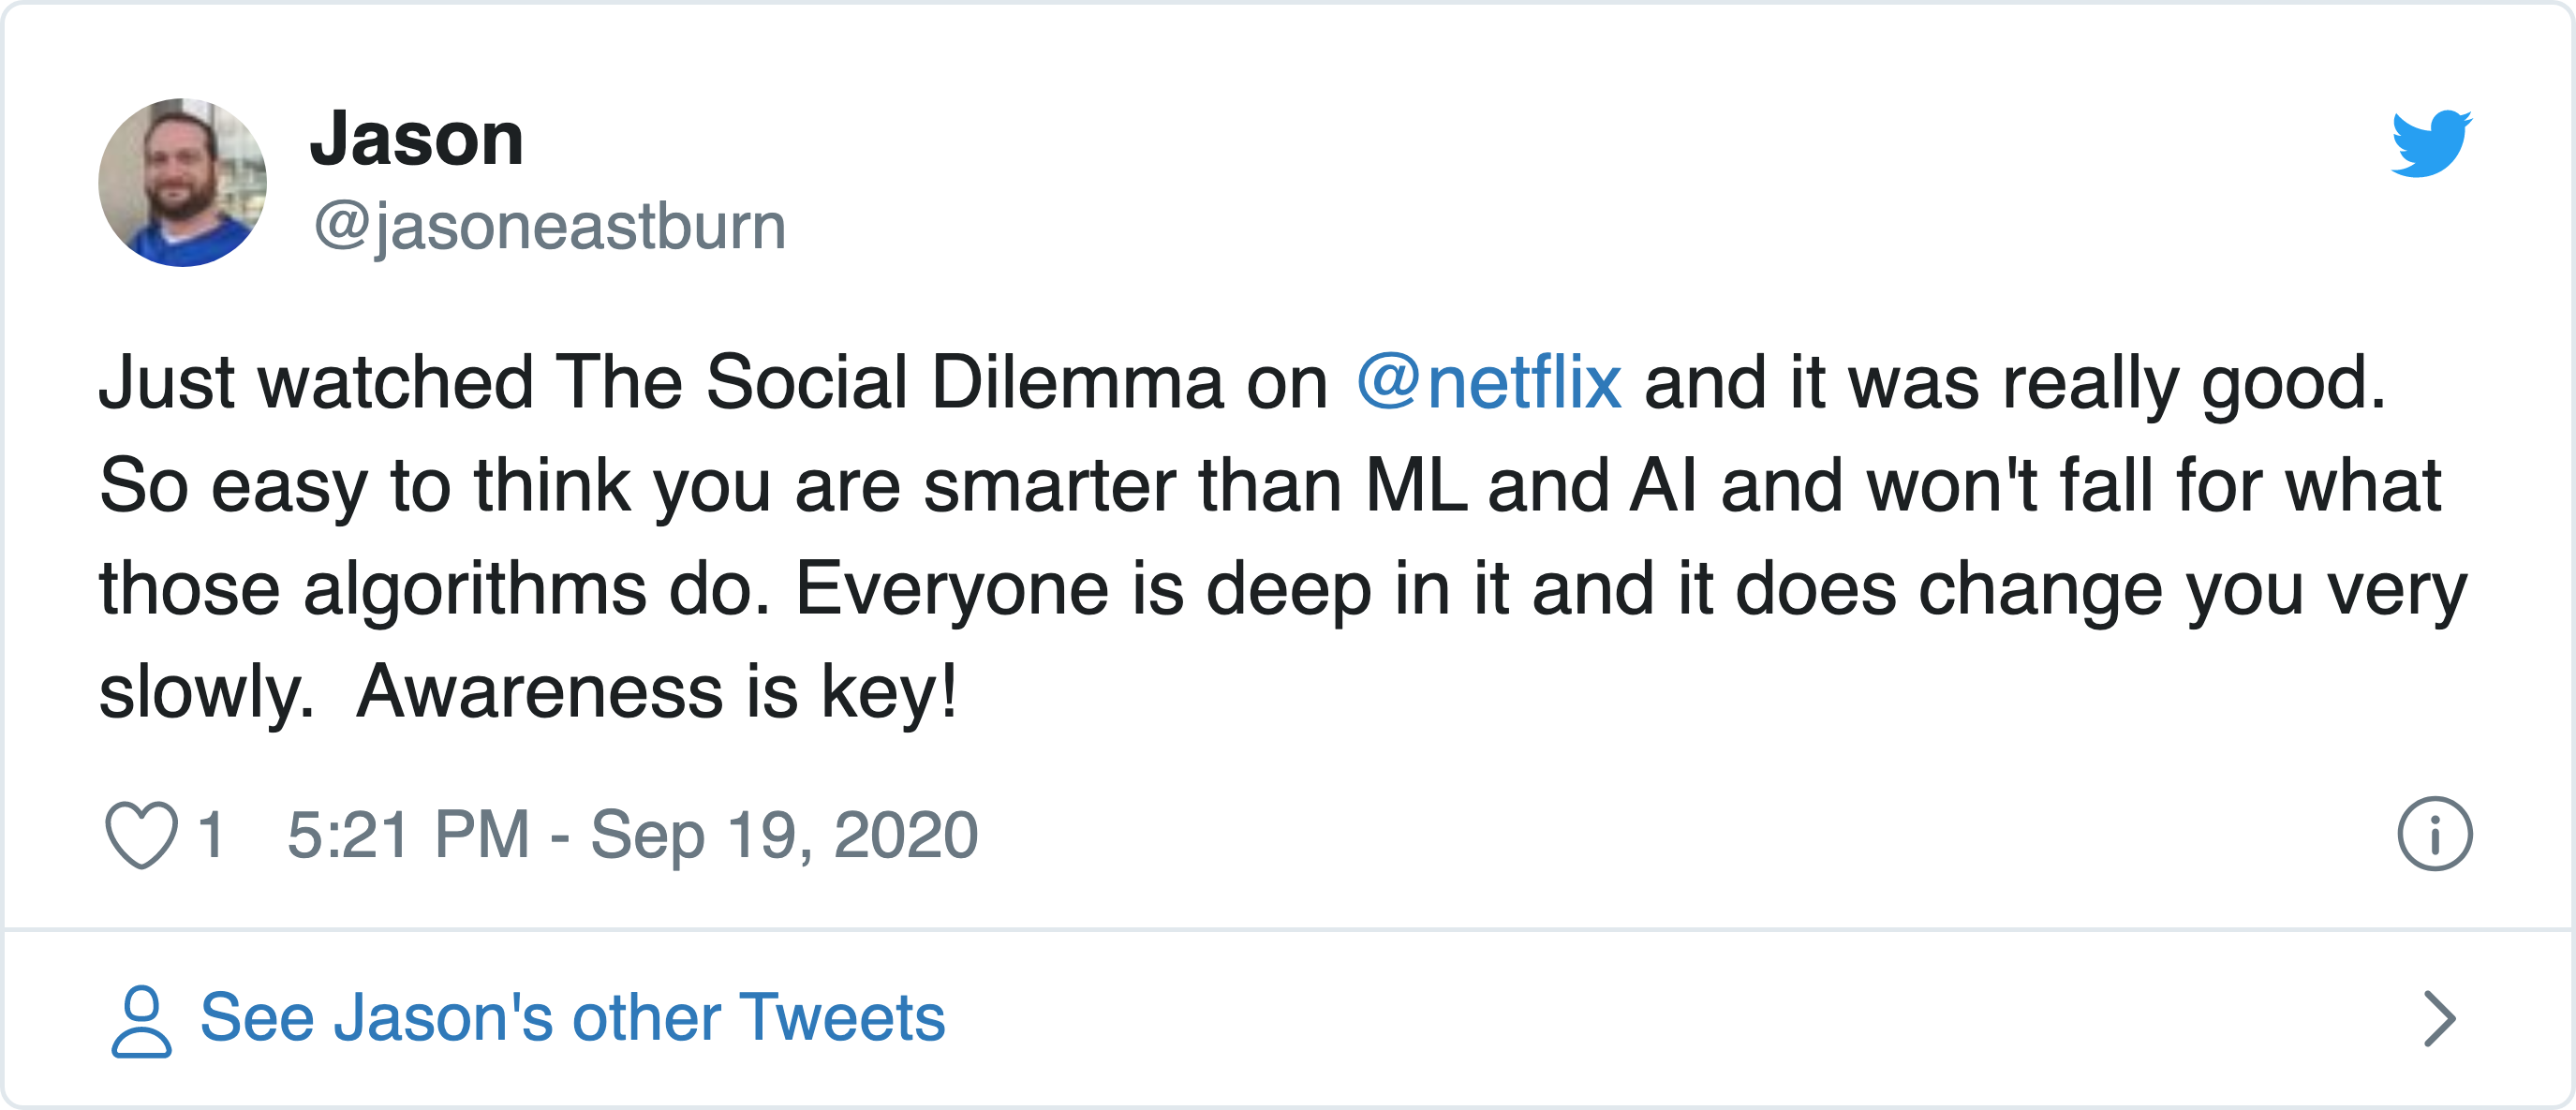 Jason
@jasoneastburn
Just watched The Social Dilemma on @netflix and it was really good.
So easy to think you are smarter than ML and AI and won't fall for what
those algorithms do. Everyone is deep in it and it does change you very
slowly.  Awareness is key!
1 5:21 PM - Sep 19, 2020
See Jason's other Tweets